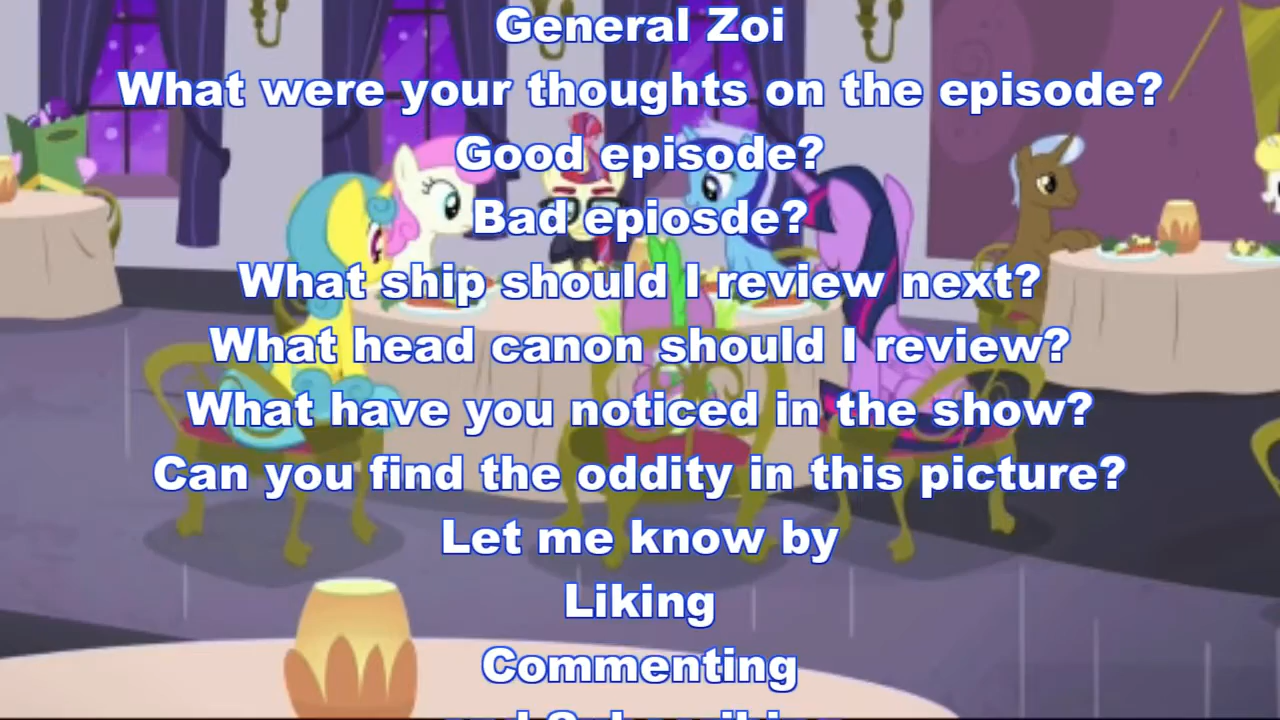 General Zoi
What were your thoughts on the episode?
Good episode?
Bad epiosde?
What ship should I review next?
What head canon should I review?
What have you noticed in the show?
Can you find the oddity in this picture?
Let me know by
Liking
Commenting